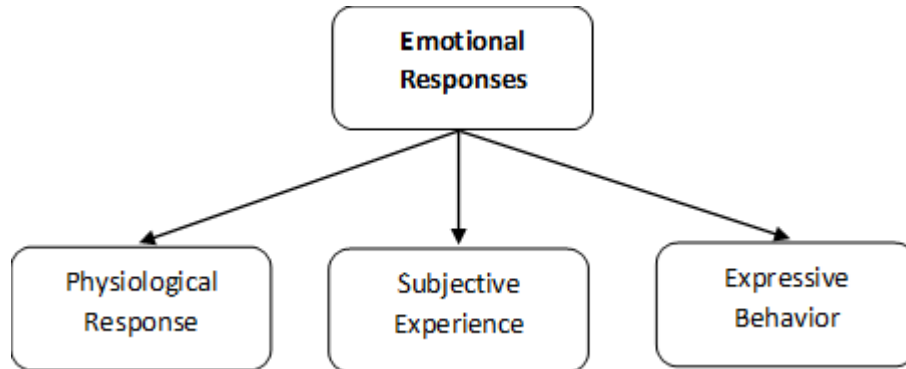 Emotional
Responses
Physiological
Response
Subjective
Experience
Expressive
Behavior